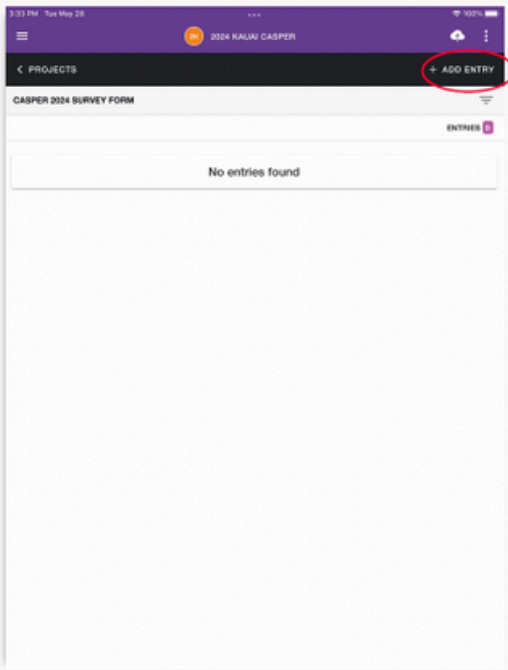 3:33 PM Tue May 28
100%
2K 2024 KAUAI CASPER
PROJECTS
+ ADD ENTRY
CASPER 2024 SURVEY FORM
ENTRIES 0
No entries found